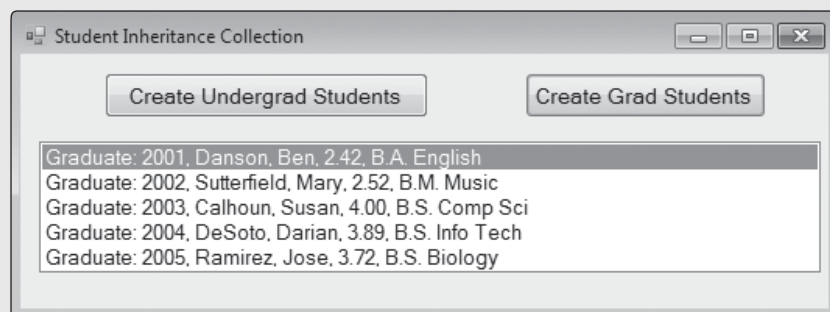 Student Inheritance Collection
Create Undergrad Students
Create Grad Students
Graduate: 2001, Danson, Ben, 2.42, B.A. English
Graduate: 2002, Sutterfield, Mary, 2.52, B.M. Music
Graduate: 2003, Calhoun, Susan, 4.00, B.S. Comp Sci
Graduate: 2004, DeSoto, Darian, 3.89, B.S. Info Tech
Graduate: 2005, Ramirez, Jose, 3.72, B.S. Biology